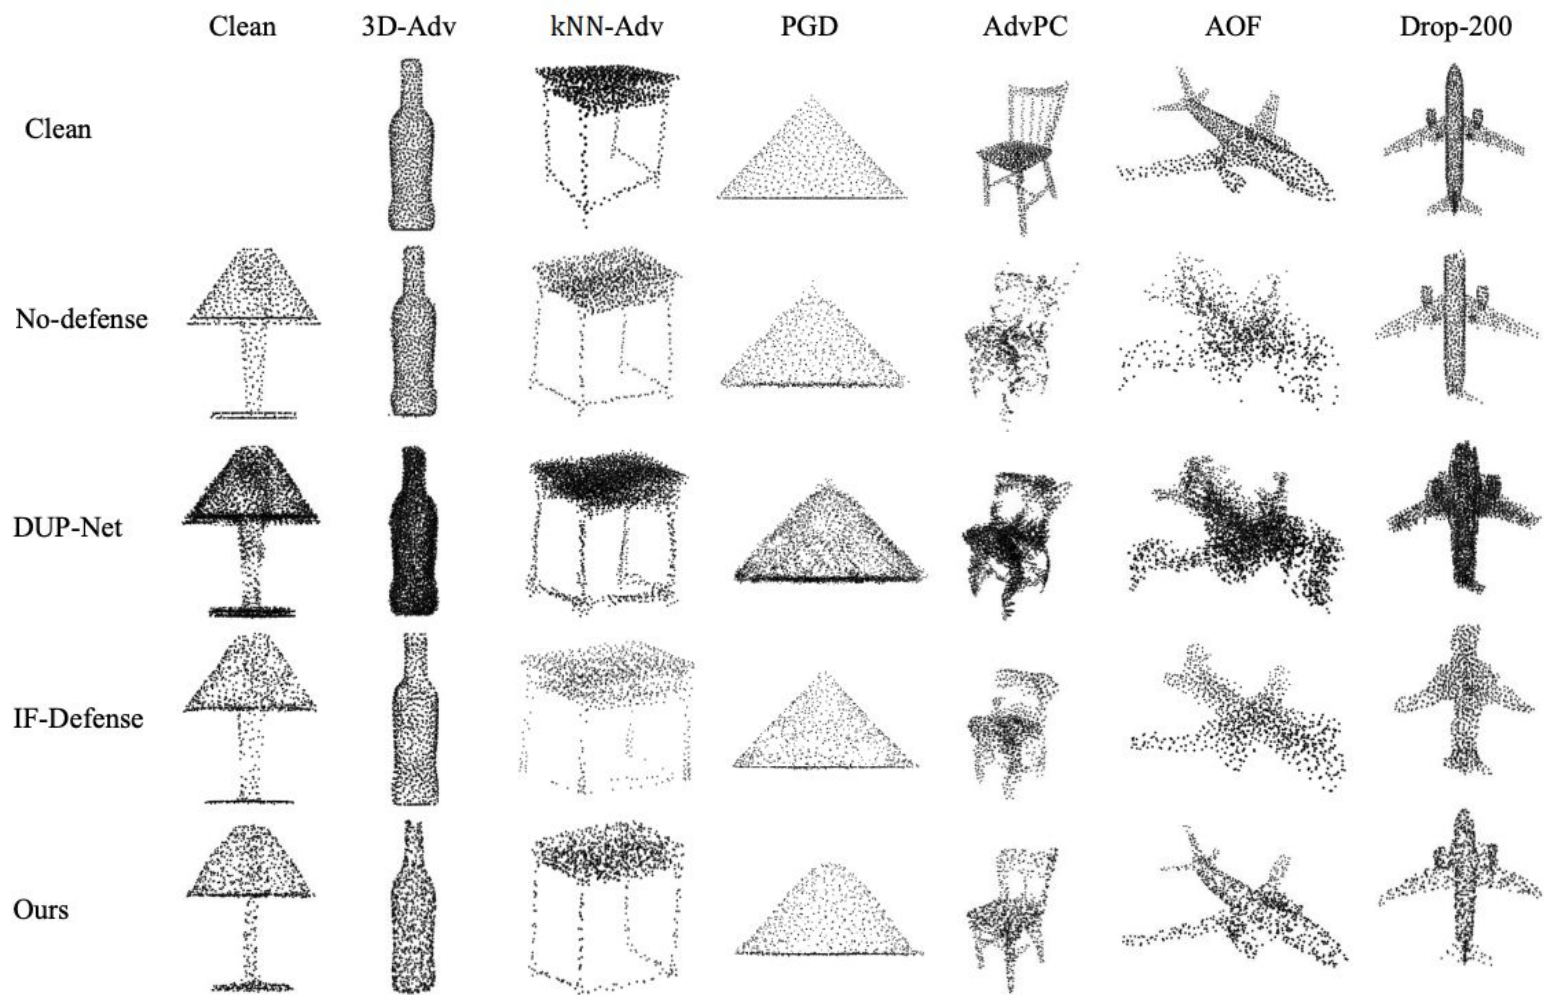 Clean 3D-Adv kNN-Adv PGD AdvPC AOF Drop-200
Clean
No-defense
DUP-Net
IF-Defense
Ours